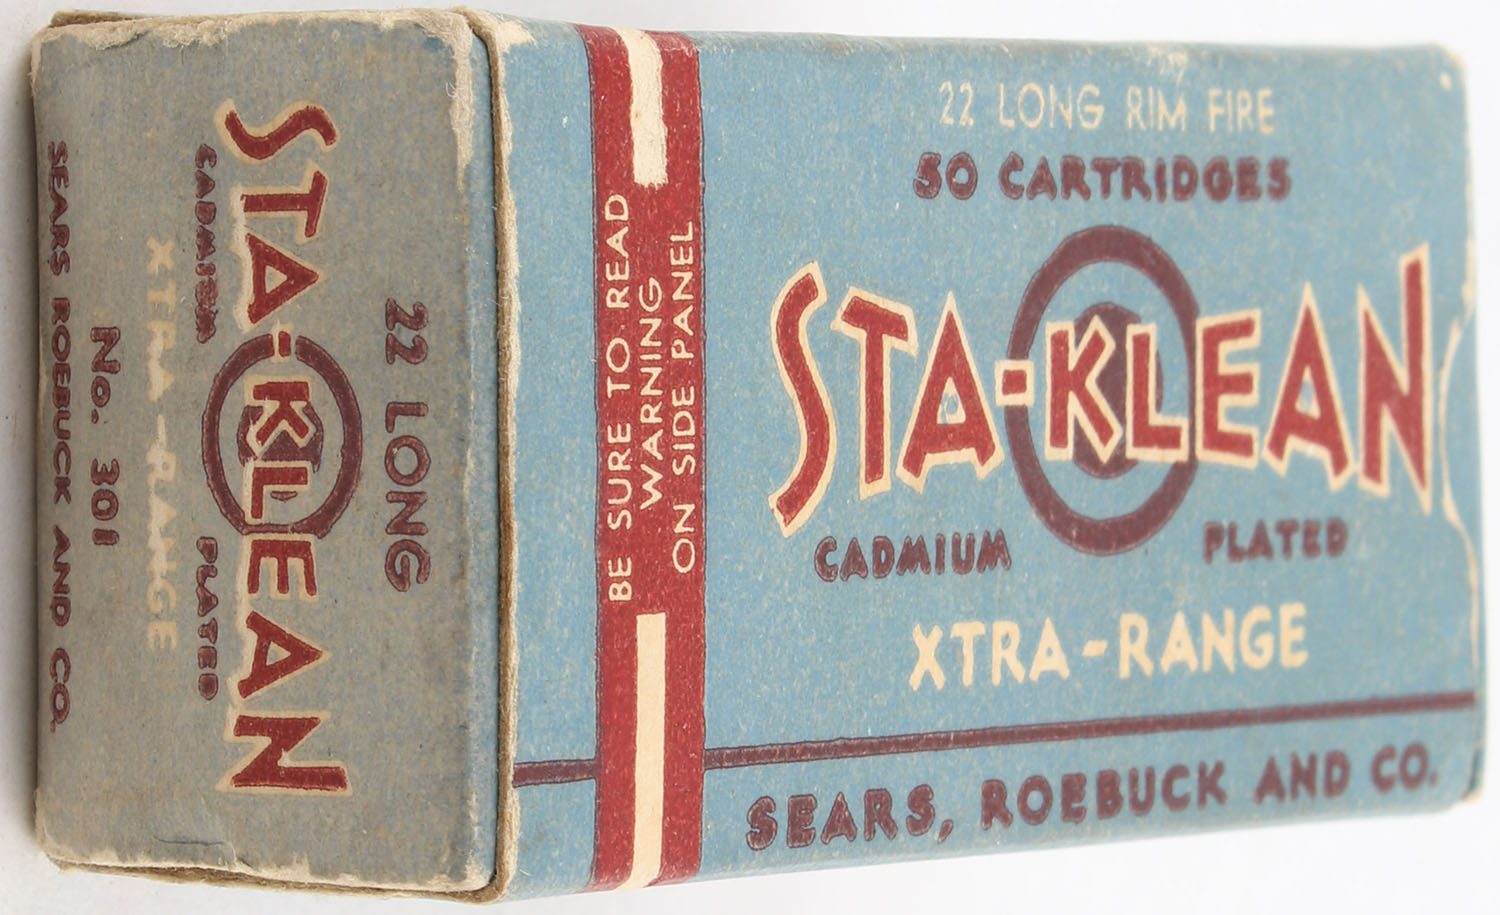 22 LONG RIM FIRE
50 CARTRIDGES
STA-KLEAN
CADMIUM PLATED
XTRA-RANGE
SEARS, ROEBUCK AND CO.
BE SURE TO READ
WARNING
ON SIDE PANEL
22 LONG
STA-KLEAN
CADMIUM PLATED
XTRA-RANGE
No. 301
SEARS ROEBUCK AND CO.